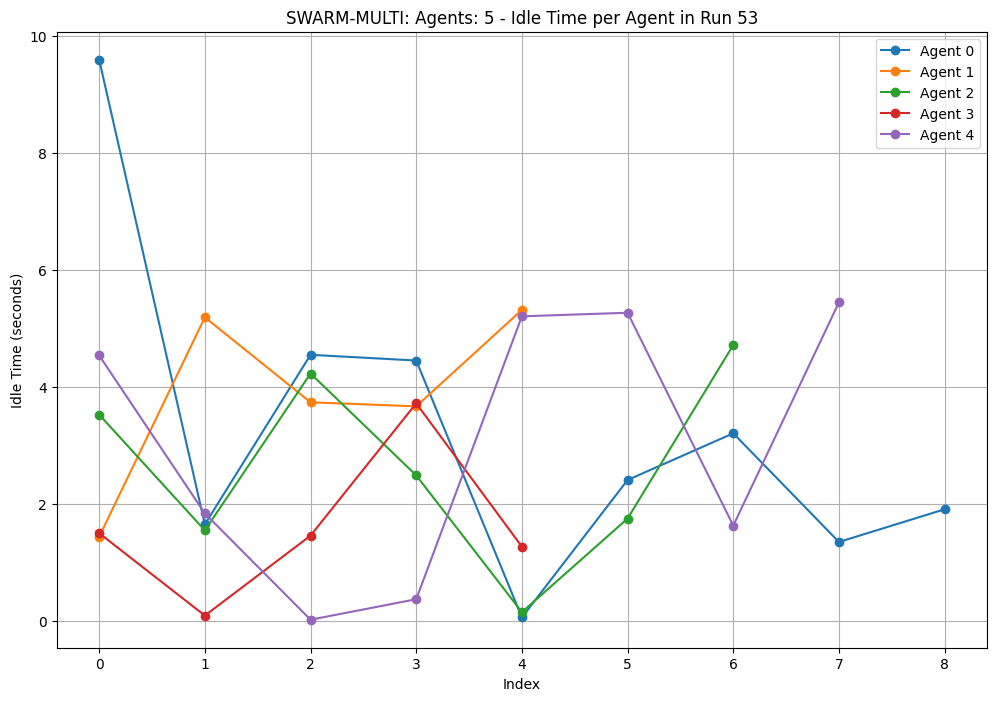 SWARM-MULTI: Agents: 5 - Idle Time per Agent in Run 53
Idle Time (seconds)
10
8
6
4
2
0
Agent 0
Agent 1
Agent 2
Agent 3
Agent 4
0 1 2 3 4 5 6 7 8
Index